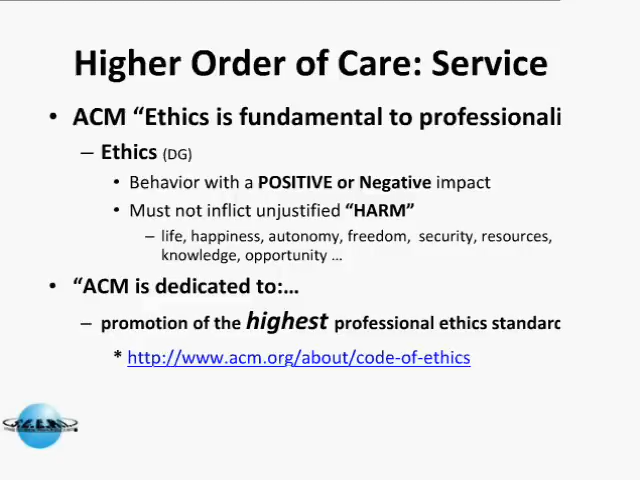 Higher Order of Care: Service
• ACM “Ethics is fundamental to professionali
– Ethics (DG)
• Behavior with a POSITIVE or Negative impact
• Must not inflict unjustified “HARM”
– life, happiness, autonomy, freedom, security, resources,
knowledge, opportunity …
• “ACM is dedicated to:…
– promotion of the highest professional ethics standard
* http://www.acm.org/about/code-of-ethics